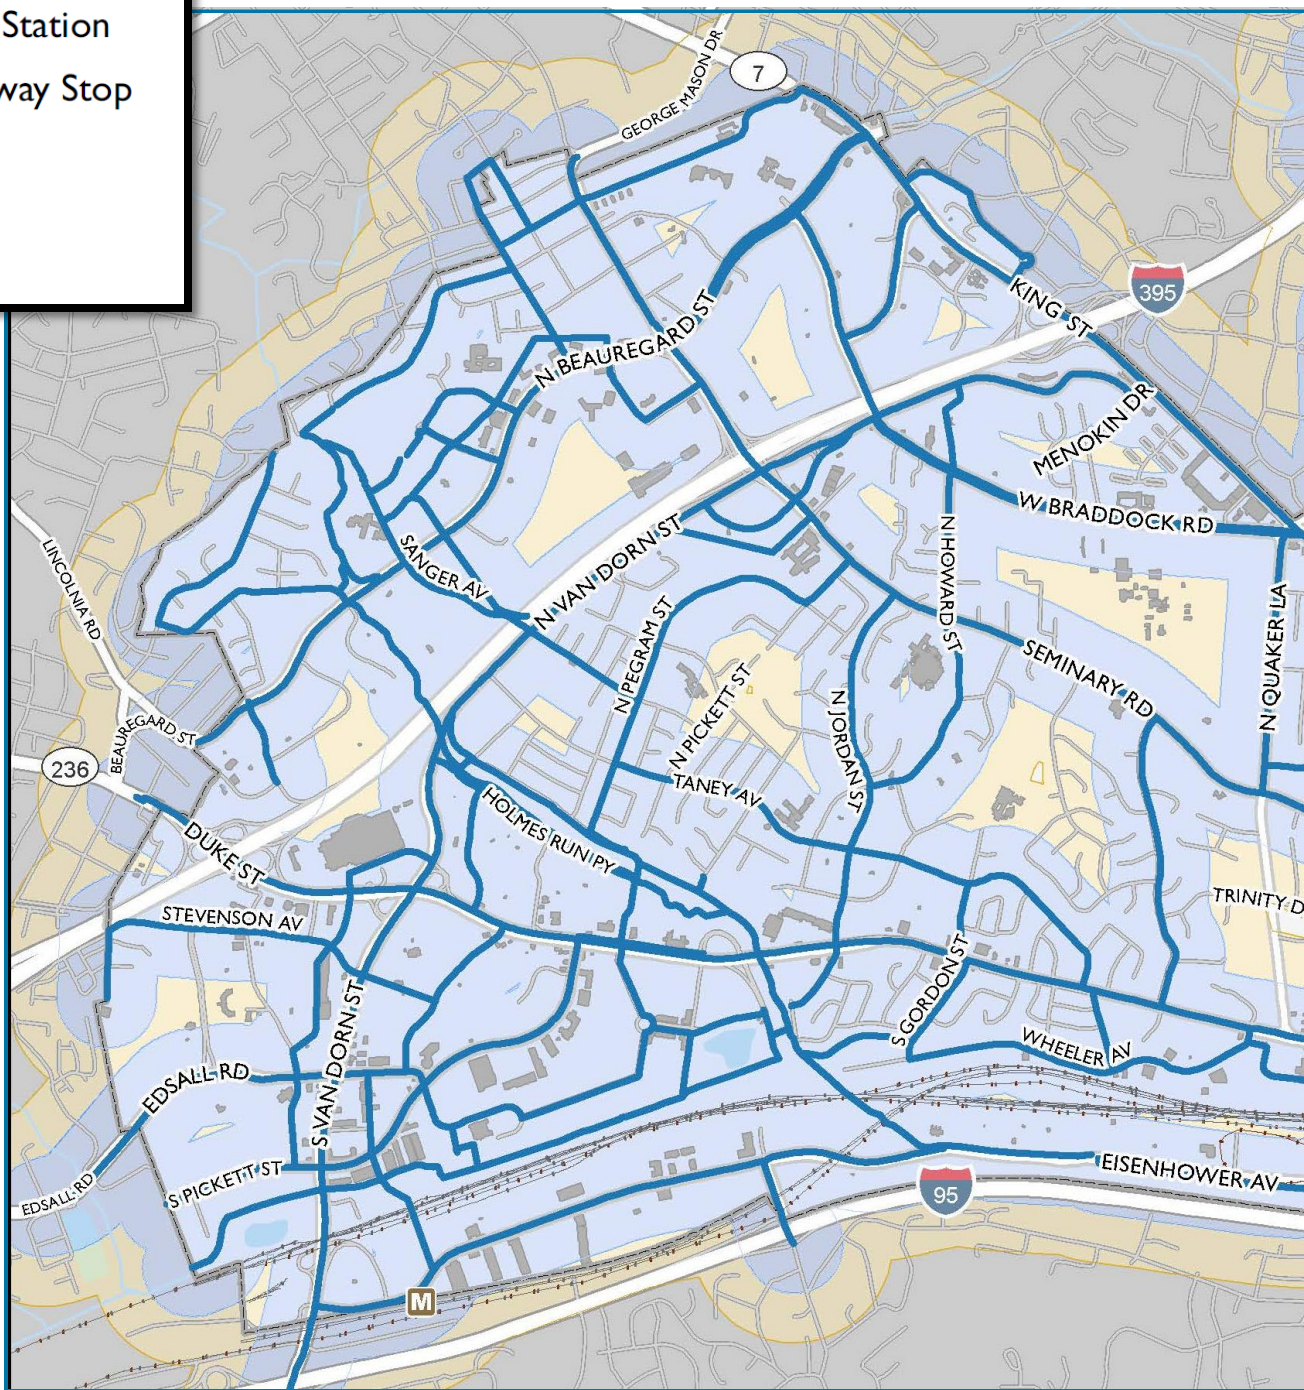 Station
way Stop
GEORGE MASON DR
7
395
KING ST
N BEAUREGARD ST
MENOKIN DR
W BRADDOCK RD
LINCOLNIA RD
SANGER AV
N VAN DORN ST
N HOWARD ST
N QUAKER LA
N PEGRAM ST
SEMINARY RD
N PICKETT ST
N JORDAN ST
BEAUREGARD ST
236
TANEY AV
HOLMES RUN PY
DUKE ST
STEVENSON AV
TRINITY D
S GORDON ST
S VAN DORN ST
WHEELER AV
EDSALL RD
S PICKETT ST
EDSALL RD
EISENHOWER AV
95
M